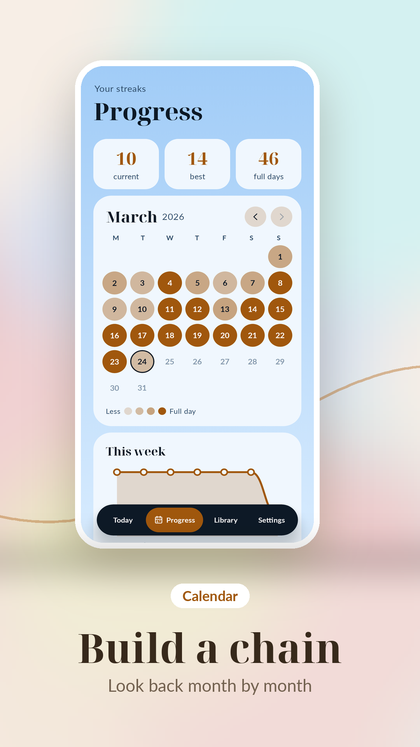 Your streaks
Progress
10 14 46
current best full days
March 2026
M T W T F S S
1
2 3 4 5 6 7 8
9 10 11 12 13 14 15
16 17 18 19 20 21 22
23 24 25 26 27 28 29
30 31
Less Full day
This week
Today Progress Library Settings
Calendar
Build a chain
Look back month by month